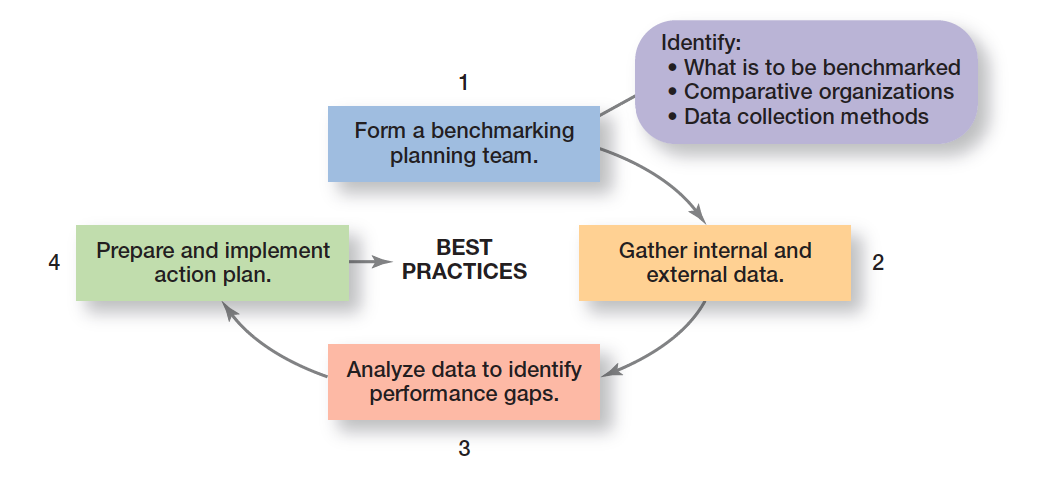 1
Form a benchmarking
planning team.
Identify:
• What is to be benchmarked
• Comparative organizations
• Data collection methods
2
Gather internal and
external data.
3
Analyze data to identify
performance gaps.
4
Prepare and implement
action plan.
BEST
PRACTICES